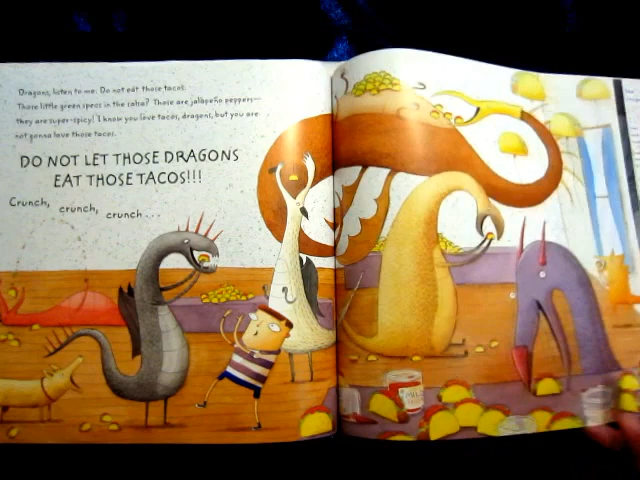 Dragons, listen to me. Do not eat those tacos.
Those little green specs in the salsa? Those are jalapeño peppers—
they are super-spicy! I know you love tacos, dragons, but you are
not gonna love those tacos.
DO NOT LET THOSE DRAGONS
EAT THOSE TACOS!!!
Crunch, crunch, crunch . . .
MILD